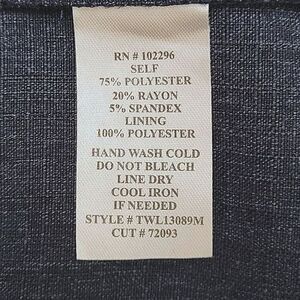 RN # 102296
SELF
75% POLYESTER
20% RAYON
5% SPANDEX
LINING
100% POLYESTER
HAND WASH COLD
DO NOT BLEACH
LINE DRY
COOL IRON
IF NEEDED
STYLE # TWL13089M
CUT # 72093